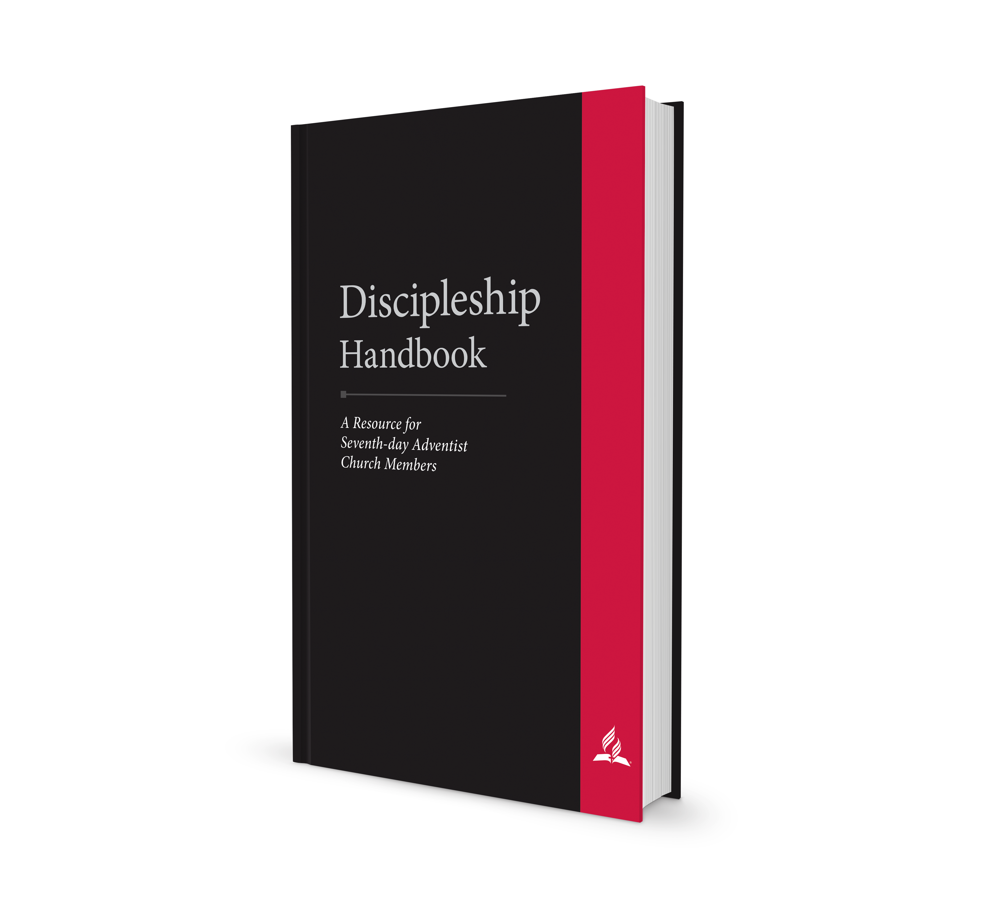 Discipleship
Handbook
A Resource for
Seventh-day Adventist
Church Members